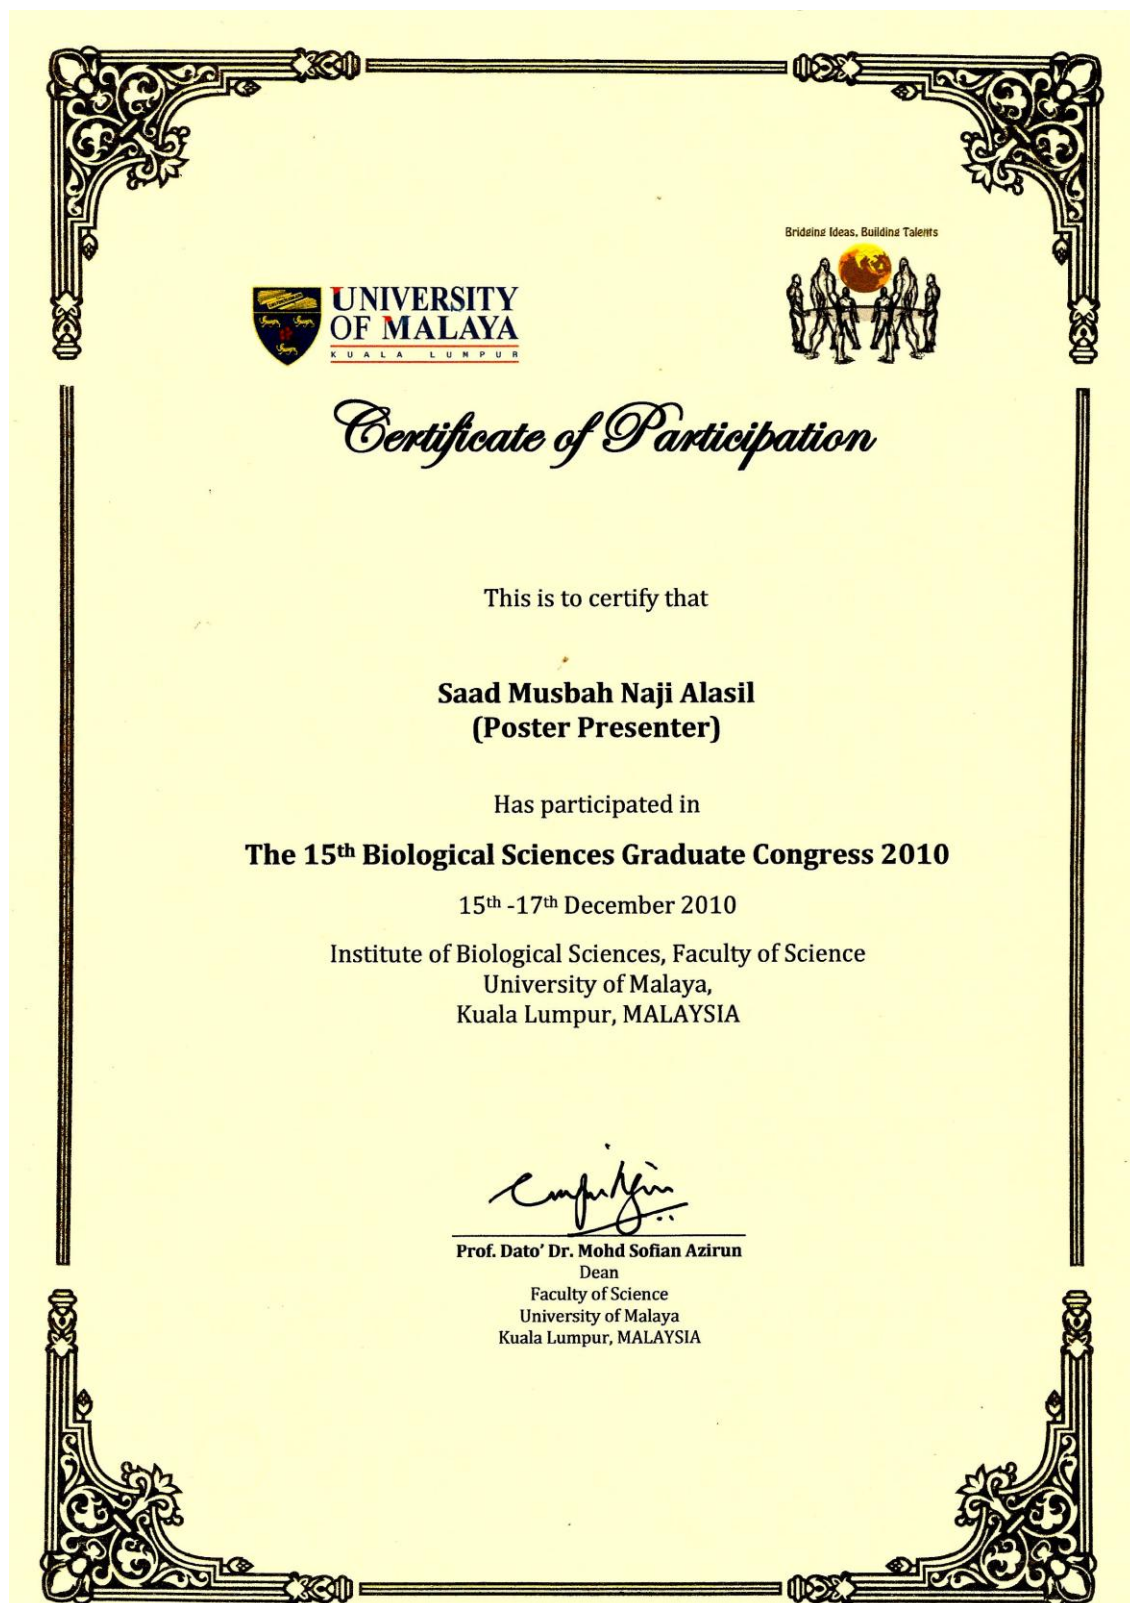 Bridging Ideas, Building Talents
UNIVERSITY
OF MALAYA
KUALA LUMPUR
Certificate of Participation
This is to certify that
Saad Musbah Naji Alasil
(Poster Presenter)
Has participated in
The 15th Biological Sciences Graduate Congress 2010
15th -17th December 2010
Institute of Biological Sciences, Faculty of Science
University of Malaya,
Kuala Lumpur, MALAYSIA
Prof. Dato' Dr. Mohd Sofian Azirun
Dean
Faculty of Science
University of Malaya
Kuala Lumpur, MALAYSIA